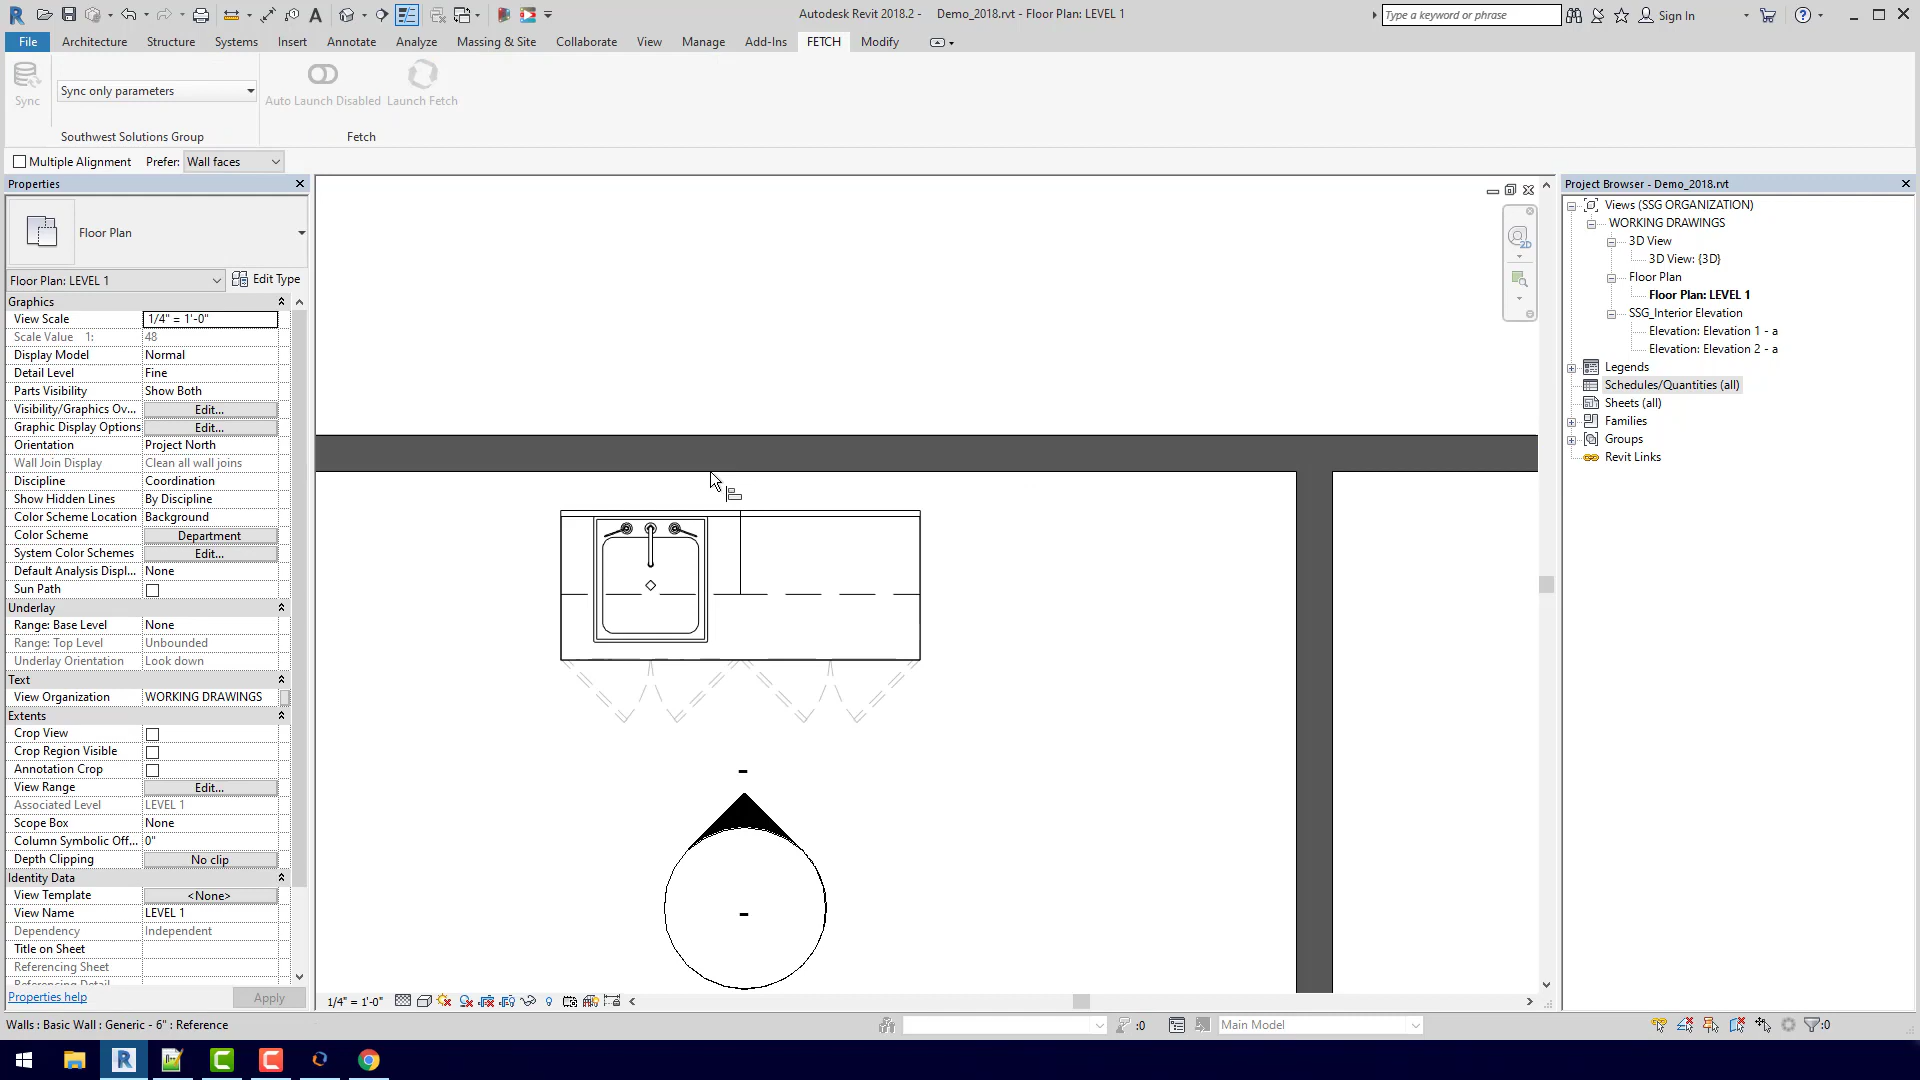 Autodesk Revit 2018.2 - Demo_2018.rvt - Floor Plan: LEVEL 1
Type a keyword or phrase
Sign In
File Architecture Structure Systems Insert Annotate Analyze Massing & Site Collaborate View Manage Add-Ins FETCH Modify
Sync
Sync only parameters
Auto Launch Disabled Launch Fetch
Southwest Solutions Group
Fetch
Multiple Alignment Prefer: Wall faces
Properties
Floor Plan
Floor Plan: LEVEL 1 Edit Type
Graphics
View Scale 1/4" = 1'-0"
Scale Value 1: 48
Display Model Normal
Detail Level Fine
Parts Visibility Show Both
Visibility/Graphics Ov... Edit...
Graphic Display Options Edit...
Orientation Project North
Wall Join Display Clean all wall joins
Discipline Coordination
Show Hidden Lines By Discipline
Color Scheme Location Background
Color Scheme Department
System Color Schemes Edit...
Default Analysis Displ... None
Sun Path
Underlay
Range: Base Level None
Range: Top Level Unbounded
Underlay Orientation Look down
Text
View Organization WORKING DRAWINGS
Extents
Crop View
Crop Region Visible
Annotation Crop
View Range Edit...
Associated Level LEVEL 1
Scope Box None
Column Symbolic Off... 0"
Depth Clipping No clip
Identity Data
View Template <None>
View Name LEVEL 1
Dependency Independent
Title on Sheet
Referencing Sheet
Referencing Detail
Properties help Apply
2D
1/4" = 1'-0"
Project Browser - Demo_2018.rvt
Views (SSG ORGANIZATION)
WORKING DRAWINGS
3D View
3D View: {3D}
Floor Plan
Floor Plan: LEVEL 1
SSG_Interior Elevation
Elevation: Elevation 1 - a
Elevation: Elevation 2 - a
Legends
Schedules/Quantities (all)
Sheets (all)
Families
Groups
Revit Links
Walls : Basic Wall : Generic - 6" : Reference
:0
Main Model
:0